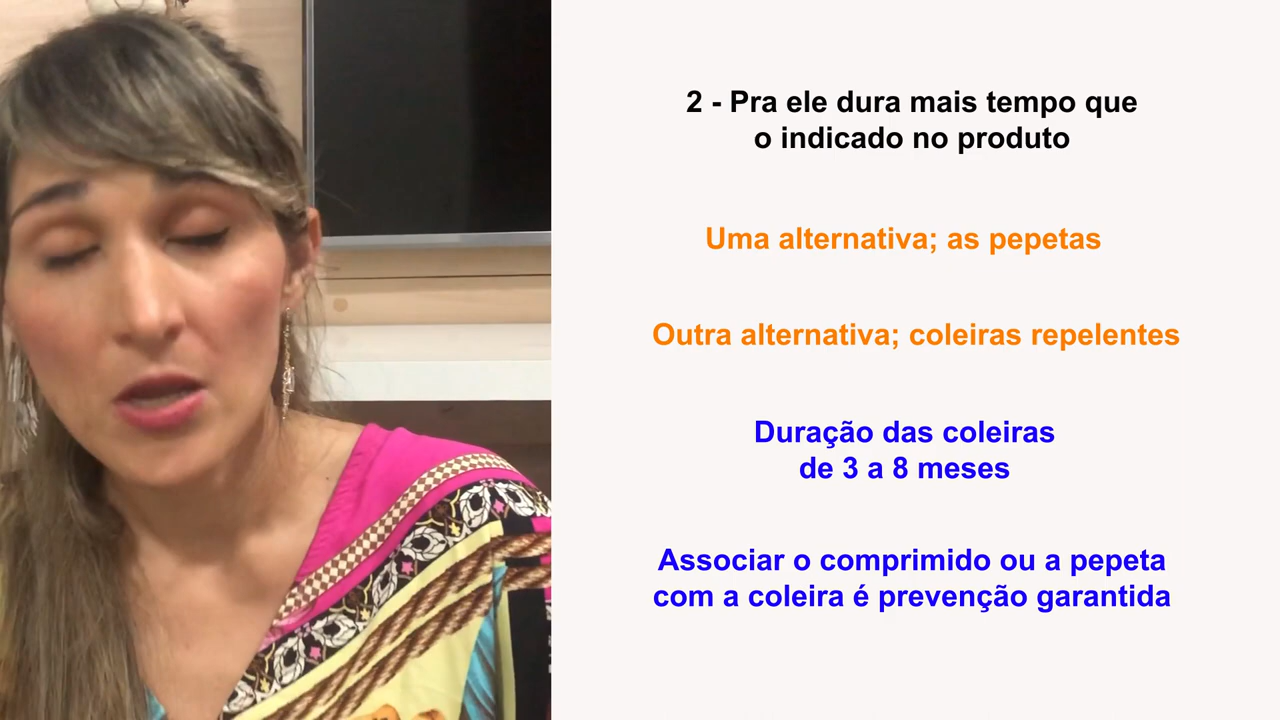 2 - Pra ele dura mais tempo que
o indicado no produto
Uma alternativa; as pepetas
Outra alternativa; coleiras repelentes
Duração das coleiras
de 3 a 8 meses
Associar o comprimido ou a pepeta
com a coleira é prevenção garantida